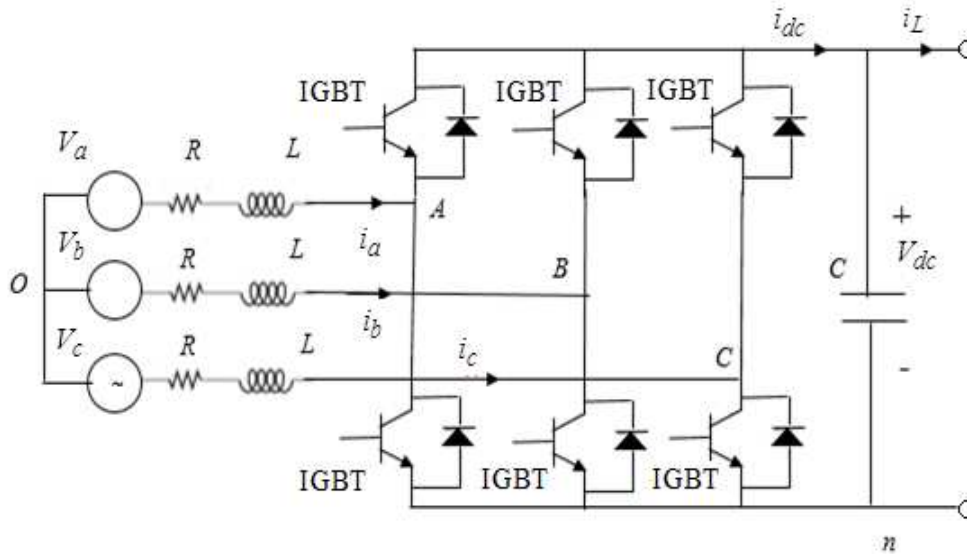 i_dc i_L
IGBT IGBT IGBT
V_a R L
A
i_a
V_b R L
B
O
i_b
C
+
V_dc
-
V_c R L
i_c
C
~
IGBT IGBT IGBT
n